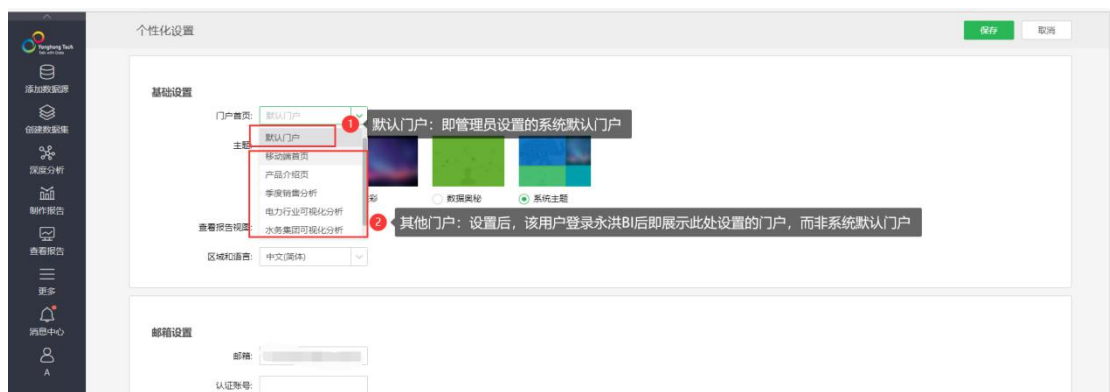 Yonghong Tech
Talk with Data
添加数据源
创建数据集
深度分析
制作报告
查看报告
更多
消息中心
A
个性化设置
保存
取消
基础设置
门户首页:
默认门户
1
默认门户：即管理员设置的系统默认门户
默认门户
移动端首页
产品介绍页
季度销售分析
电力行业可视化分析
水务集团可视化分析
主题:
彩
数据奥秘
系统主题
2
其他门户：设置后，该用户登录永洪BI后即展示此处设置的门户，而非系统默认门户
查看报告视图:
区域和语言:
中文(简体)
邮箱设置
邮箱:
认证账号: